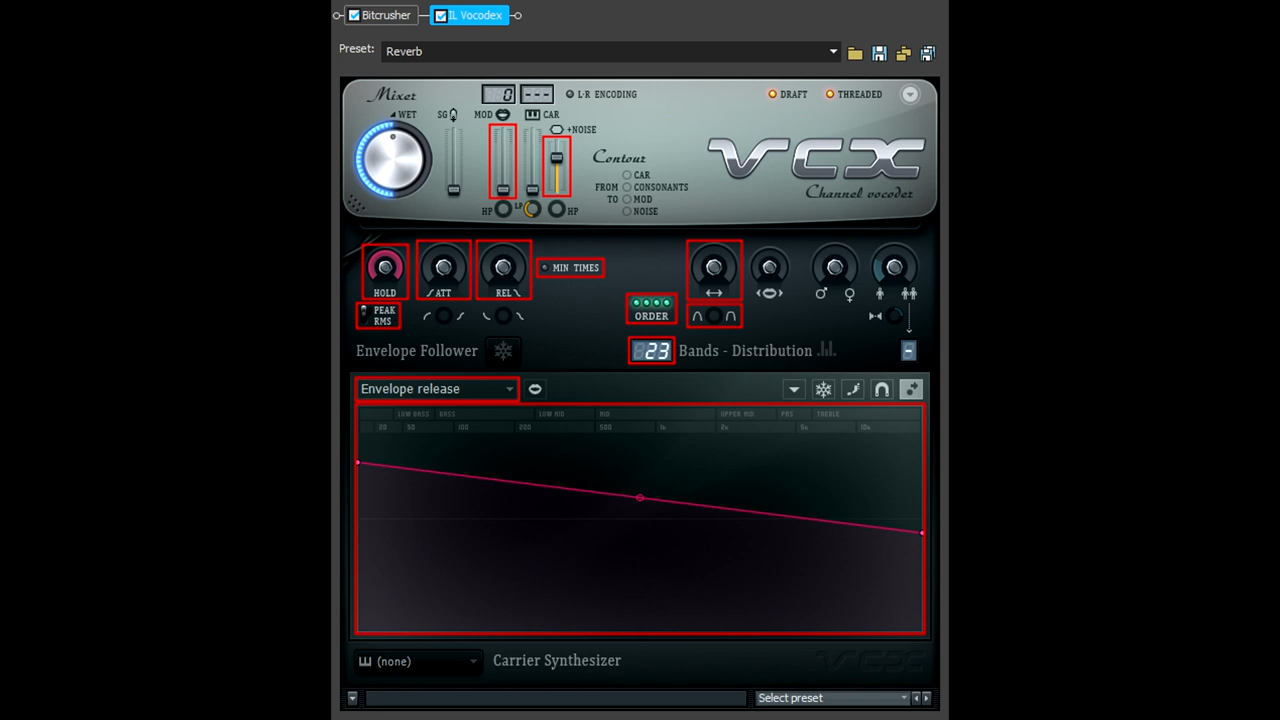 Bitcrusher IL Vocodex
Preset: Reverb
Mixer 0 --- L-R ENCODING DRAFT THREADED
WET SG MOD CAR
+NOISE
VCX
Contour
CAR
FROM CONSONANTS
TO MOD
NOISE
Channel vocoder
HP LP HP
HOLD ATT REL MIN TIMES
PEAK
RMS
ORDER
Envelope Follower 23 Bands - Distribution
Envelope release
LOW BASS BASS LOW MID MID UPPER MID PRS TREBLE
20 50 100 200 500 1k 2k 5k 10k
(none) Carrier Synthesizer VCX
Select preset